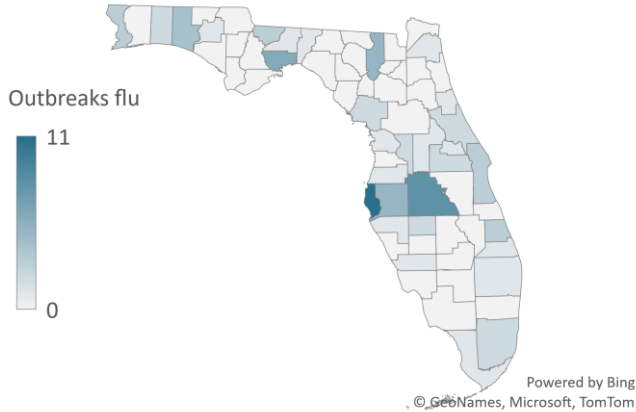 Outbreaks flu
11
0
Powered by Bing
© GeoNames, Microsoft, TomTom